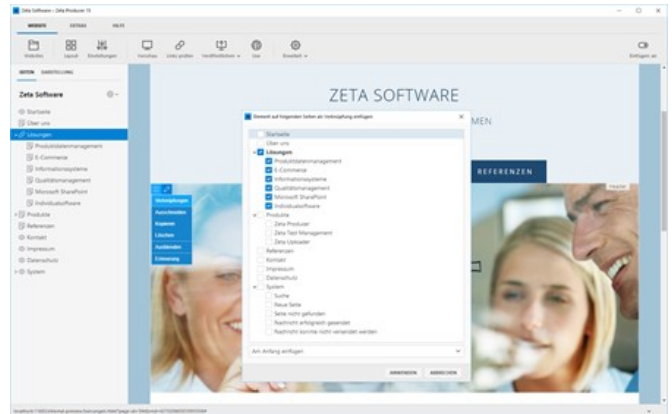 Zeta Software - Zeta Producer 15
WEBSITE EXTRAS HILFE
Websites Layout Einstellungen Vorschau Links prüfen Veröffentlichen Live Erweitert Einfügen an
SEITEN DARSTELLUNG
Zeta Software
Startseite
Über uns
Lösungen
Produktdatenmanagement
E-Commerce
Informationssysteme
Qualitätsmanagement
Microsoft SharePoint
Individualsoftware
Produkte
Referenzen
Kontakt
Impressum
Datenschutz
System
ZETA SOFTWARE
MEN
REFERENZEN
Header
Verknüpfungen
Ausschneiden
Kopieren
Löschen
Ausblenden
Erinnerung
Element auf folgenden Seiten als Verknüpfung einfügen
Startseite
Über uns
Lösungen
Produktdatenmanagement
E-Commerce
Informationssysteme
Qualitätsmanagement
Microsoft SharePoint
Individualsoftware
Produkte
Zeta Producer
Zeta Test Management
Zeta Uploader
Referenzen
Kontakt
Impressum
Datenschutz
System
Suche
Neue Seite
Seite nicht gefunden
Nachricht erfolgreich gesendet
Nachricht konnte nicht versendet werden
Am Anfang einfügen
ANWENDEN ABBRECHEN